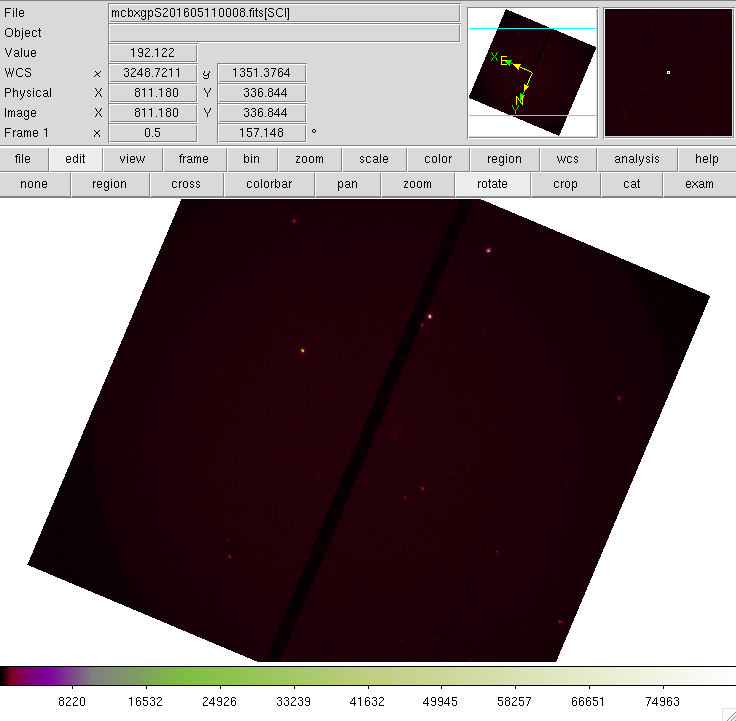 File mcbxgpS201605110008.fits[SCI]
Object
Value 192.122
WCS x 3248.7211 y 1351.3764
Physical X 811.180 Y 336.844
Image X 811.180 Y 336.844
Frame 1 x 0.5 157.148 °
X E
N
Y
file edit view frame bin zoom scale color region wcs analysis help
none region cross colorbar pan zoom rotate crop cat exam
8220 16532 24926 33239 41632 49945 58257 66651 74963